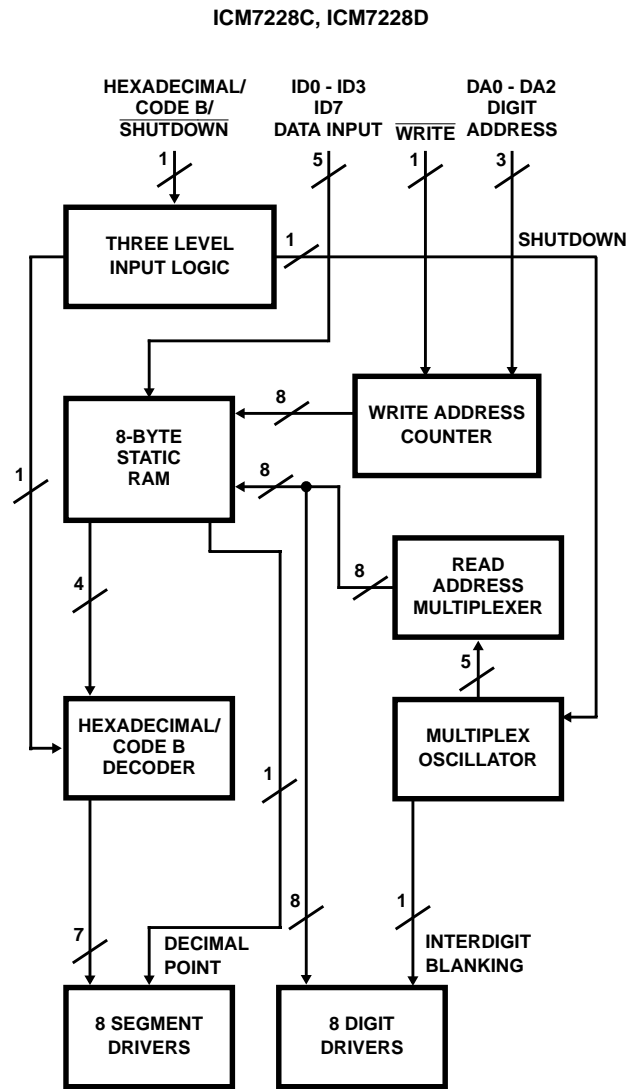 ICM7228C, ICM7228D
HEXADECIMAL/
CODE B/
SHUTDOWN
ID0 - ID3
ID7
DATA INPUT
WRITE
DA0 - DA2
DIGIT
ADDRESS
1
5
1
3
THREE LEVEL
INPUT LOGIC
1
SHUTDOWN
8-BYTE
STATIC
RAM
8
WRITE ADDRESS
COUNTER
1
8
8
READ
ADDRESS
MULTIPLEXER
4
5
HEXADECIMAL/
CODE B
DECODER
MULTIPLEX
OSCILLATOR
1
7
DECIMAL
POINT
8
1
INTERDIGIT
BLANKING
8 SEGMENT
DRIVERS
8 DIGIT
DRIVERS